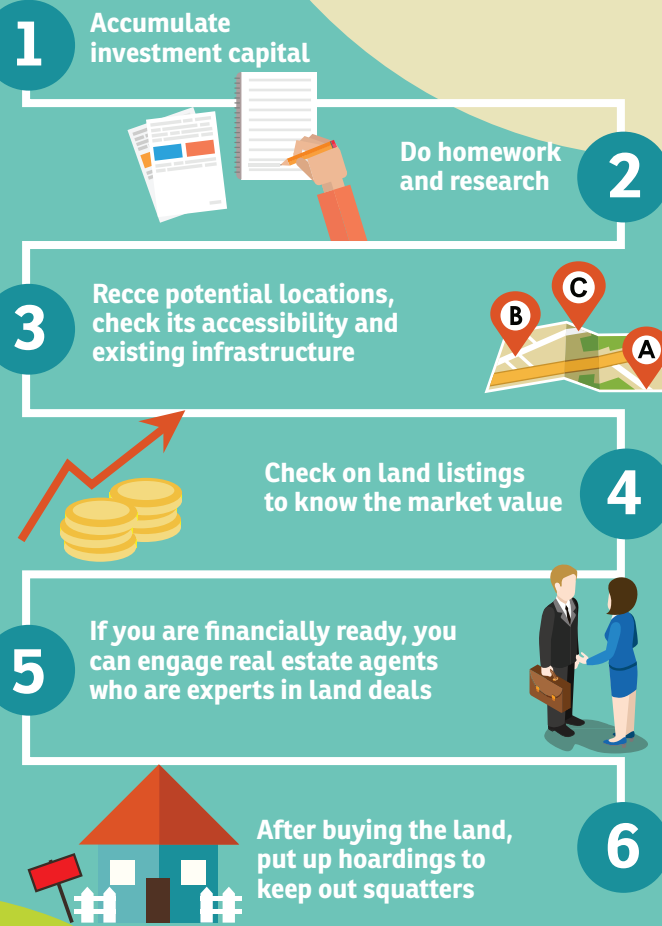 1
Accumulate
investment capital
Do homework
and research
2
3
Recce potential locations,
check its accessibility and
existing infrastructure
B
C
A
Check on land listings
to know the market value
4
5
If you are financially ready, you
can engage real estate agents
who are experts in land deals
After buying the land,
put up hoardings to
keep out squatters
6